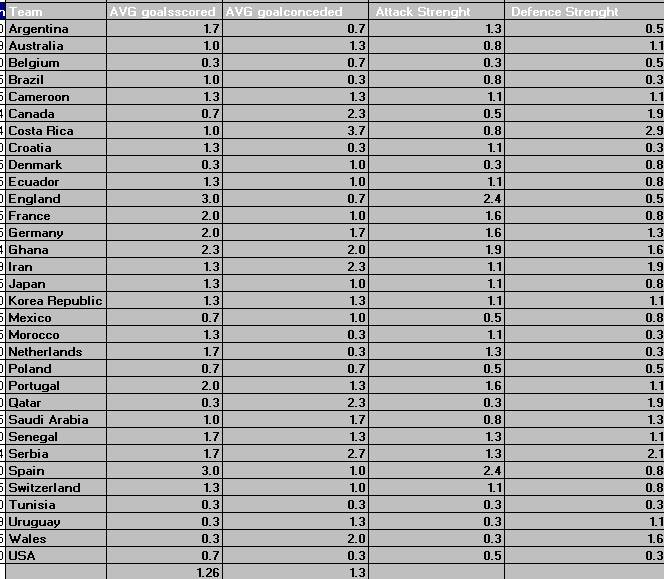 Team AVG goalsscored AVG goalconceded Attack Strenght Defence Strenght
Argentina 1.7 0.7 1.3 0.5
Australia 1.0 1.3 0.8 1.1
Belgium 0.3 0.7 0.3 0.5
Brazil 1.0 0.3 0.8 0.3
Cameroon 1.3 1.3 1.1 1.1
Canada 0.7 2.3 0.5 1.9
Costa Rica 1.0 3.7 0.8 2.9
Croatia 1.3 0.3 1.1 0.3
Denmark 0.3 1.0 0.3 0.8
Ecuador 1.3 1.0 1.1 0.8
England 3.0 0.7 2.4 0.5
France 2.0 1.0 1.6 0.8
Germany 2.0 1.7 1.6 1.3
Ghana 2.3 2.0 1.9 1.6
Iran 1.3 2.3 1.1 1.9
Japan 1.3 1.0 1.1 0.8
Korea Republic 1.3 1.3 1.1 1.1
Mexico 0.7 1.0 0.5 0.8
Morocco 1.3 0.3 1.1 0.3
Netherlands 1.7 0.3 1.3 0.3
Poland 0.7 0.7 0.5 0.5
Portugal 2.0 1.3 1.6 1.1
Qatar 0.3 2.3 0.3 1.9
Saudi Arabia 1.0 1.7 0.8 1.3
Senegal 1.7 1.3 1.3 1.1
Serbia 1.7 2.7 1.3 2.1
Spain 3.0 1.0 2.4 0.8
Switzerland 1.3 1.0 1.1 0.8
Tunisia 0.3 0.3 0.3 0.3
Uruguay 0.3 1.3 0.3 1.1
Wales 0.3 2.0 0.3 1.6
USA 0.7 0.3 0.5 0.3
1.26 1.3